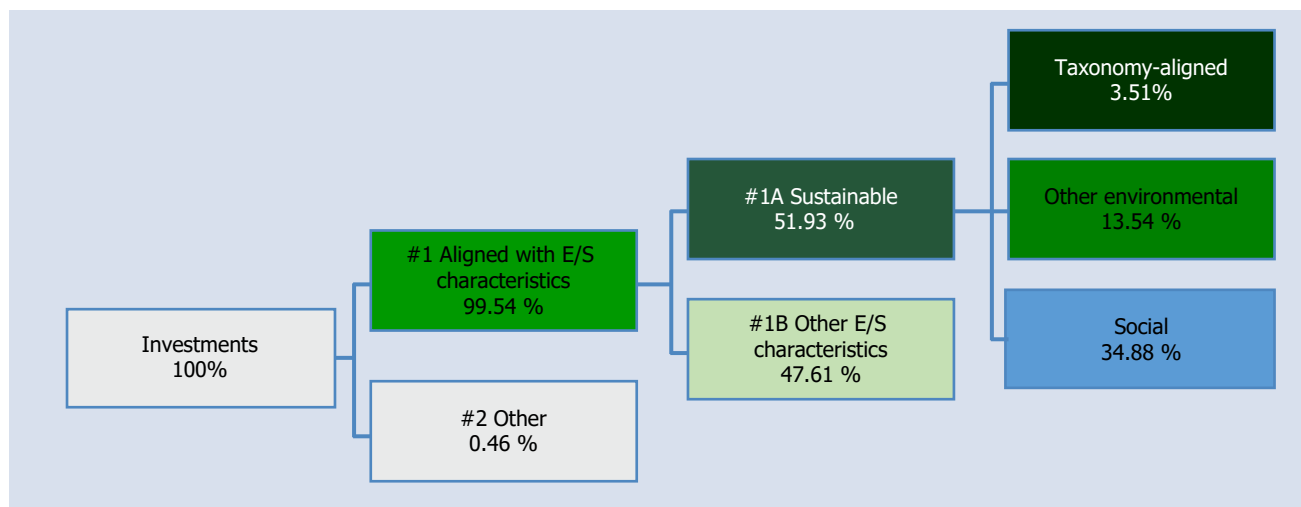 Investments
100%
#1 Aligned with E/S
characteristics
99.54 %
#2 Other
0.46 %
#1A Sustainable
51.93 %
#1B Other E/S
characteristics
47.61 %
Taxonomy-aligned
3.51%
Other environmental
13.54 %
Social
34.88 %